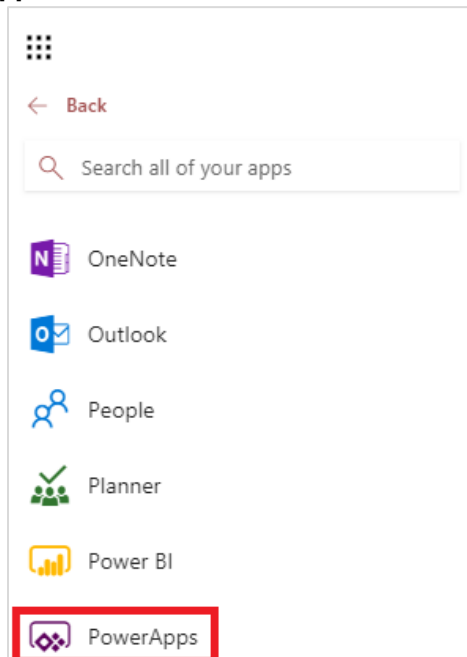 Back
Search all of your apps
N OneNote
o Outlook
People
Planner
Power BI
PowerApps